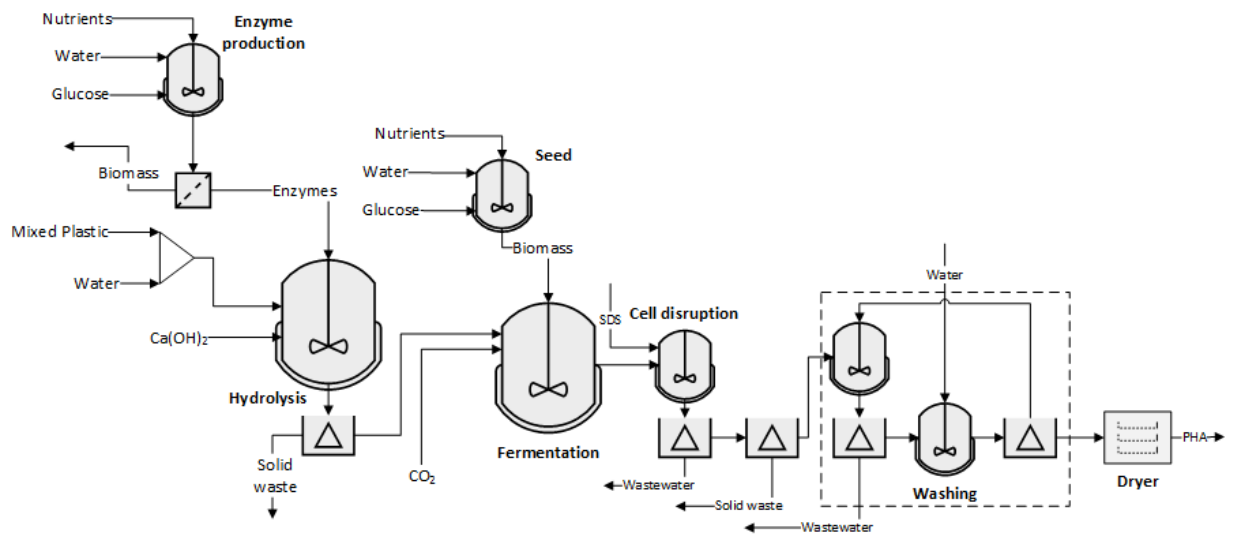 Nutrients
Enzyme
production
Water
Glucose
Biomass
Enzymes
Nutrients
Seed
Water
Glucose
Biomass
Mixed Plastic
Water
Ca(OH)₂
Hydrolysis
Solid
waste
CO₂
Fermentation
SDS
Cell disruption
Water
Wastewater
Solid waste
Wastewater
Washing
Dryer
PHA